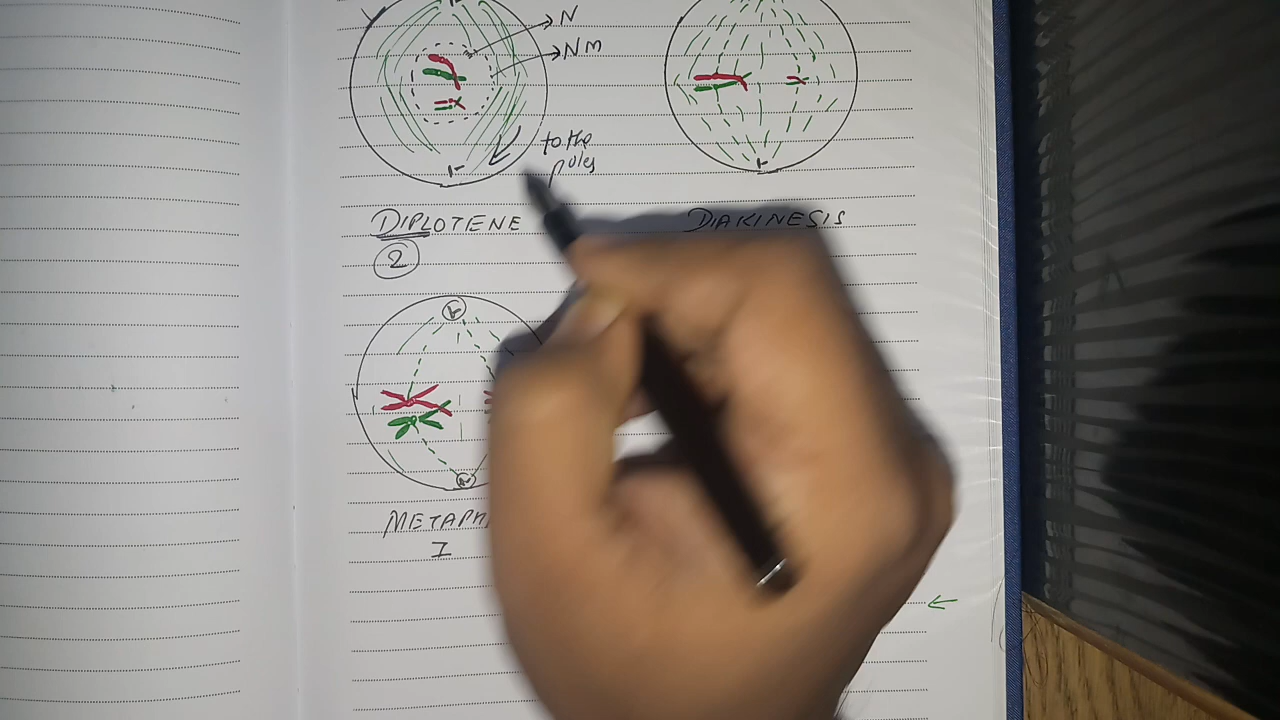 N
Nm
to the
poles
DIPLOTENE
DIAKINESIS
2
METAPH
I